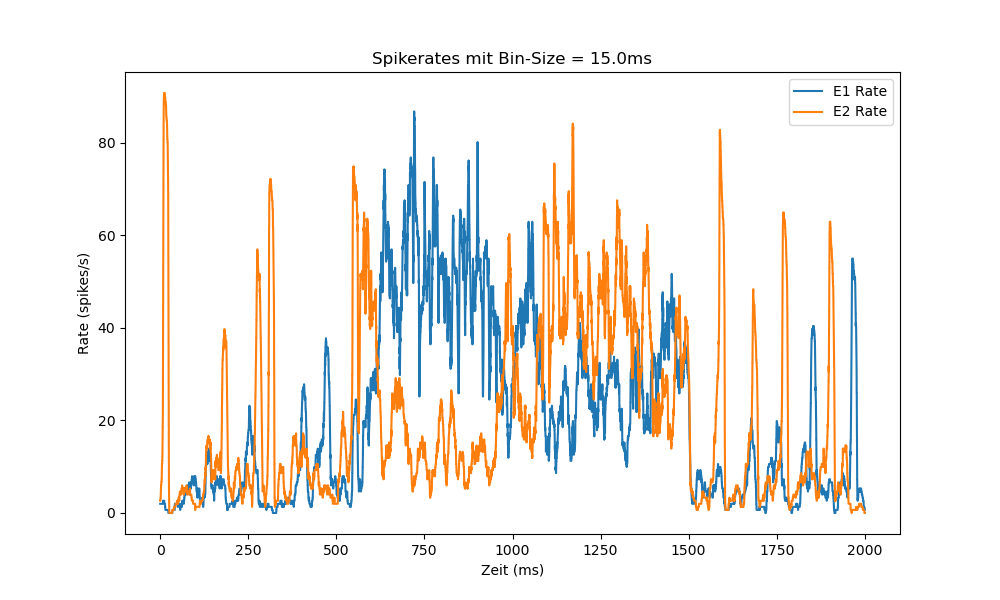 Spikerates mit Bin-Size = 15.0ms
E1 Rate
E2 Rate
80
60
40
20
0
Rate (spikes/s)
0 250 500 750 1000 1250 1500 1750 2000
Zeit (ms)